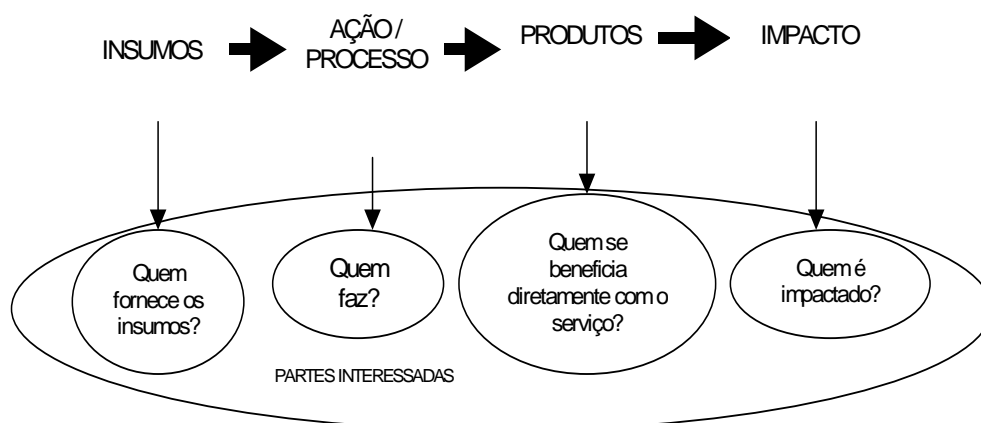 INSUMOS
AÇÃO /
PROCESSO
PRODUTOS
IMPACTO
Quem
fornece os
insumos?
Quem
faz?
Quem se
beneficia
diretamente com o
serviço?
Quem é
impactado?
PARTES INTERESSADAS